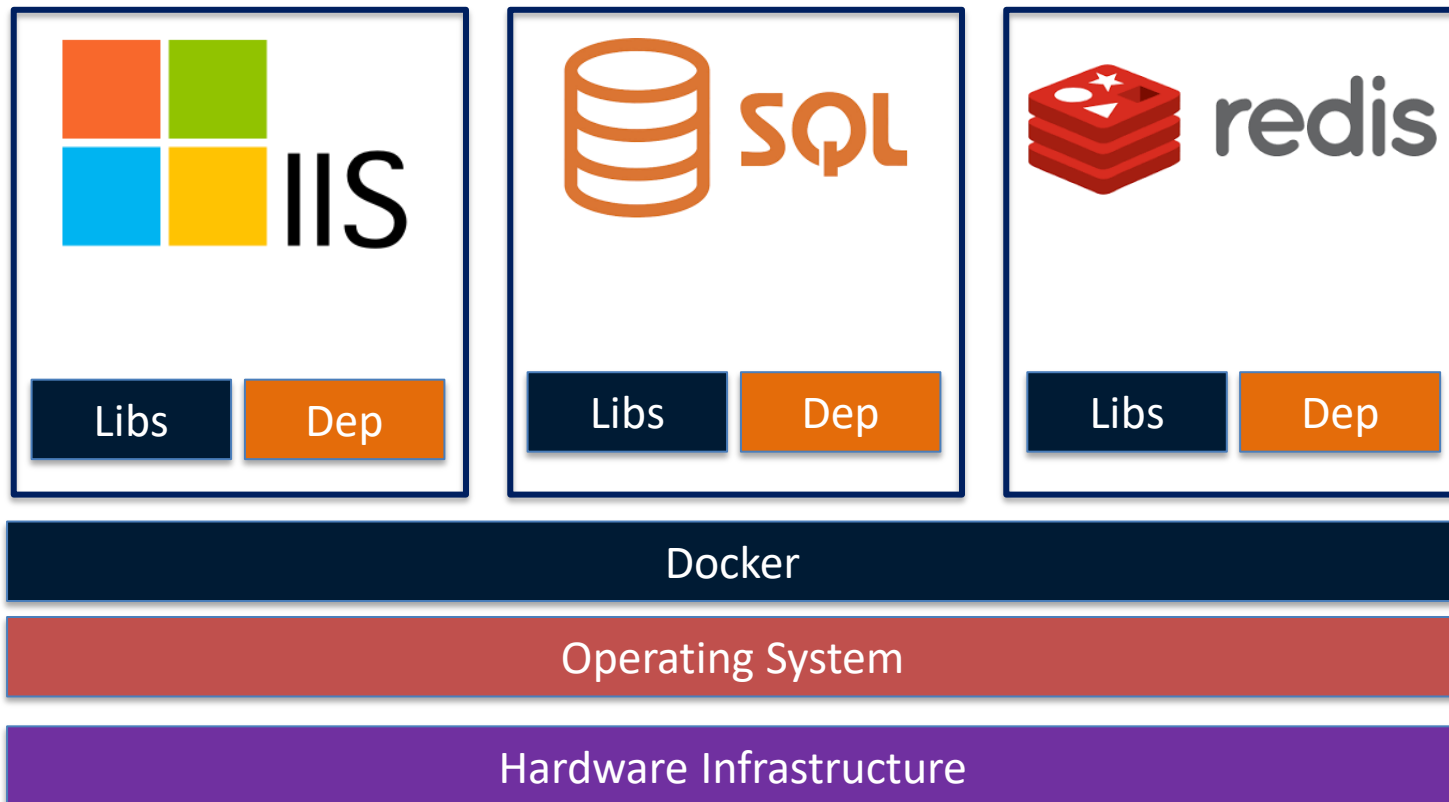 IIS
SQL
redis
Libs Dep
Libs Dep
Libs Dep
Docker
Operating System
Hardware Infrastructure